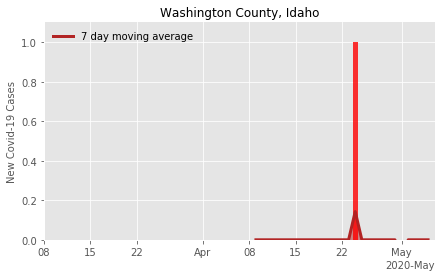 Washington County, Idaho
7 day moving average
New Covid-19 Cases
1.0
0.8
0.6
0.4
0.2
0.0
08 15 22 Apr 08 15 22 May
2020-May